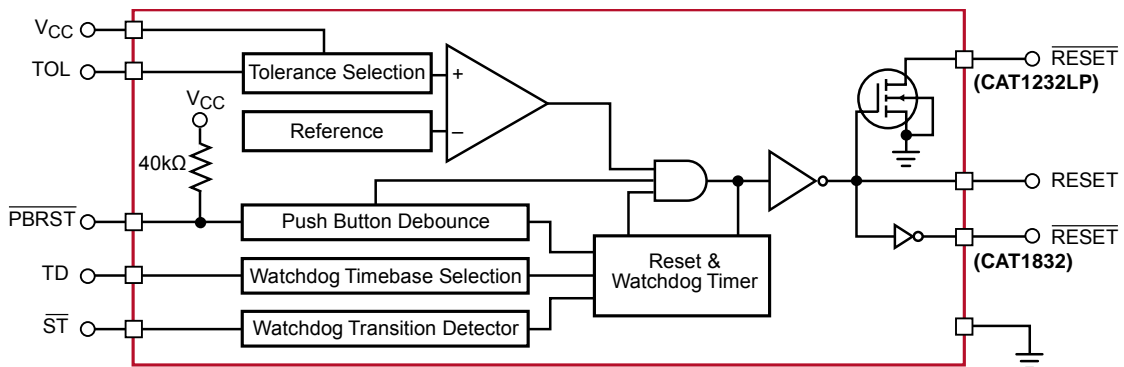 VCC
TOL
Tolerance Selection
+
Reference
–
VCC
40kΩ
PBRST
Push Button Debounce
TD
Watchdog Timebase Selection
ST
Watchdog Transition Detector
Reset &
Watchdog Timer
RESET
(CAT1232LP)
RESET
RESET
(CAT1832)